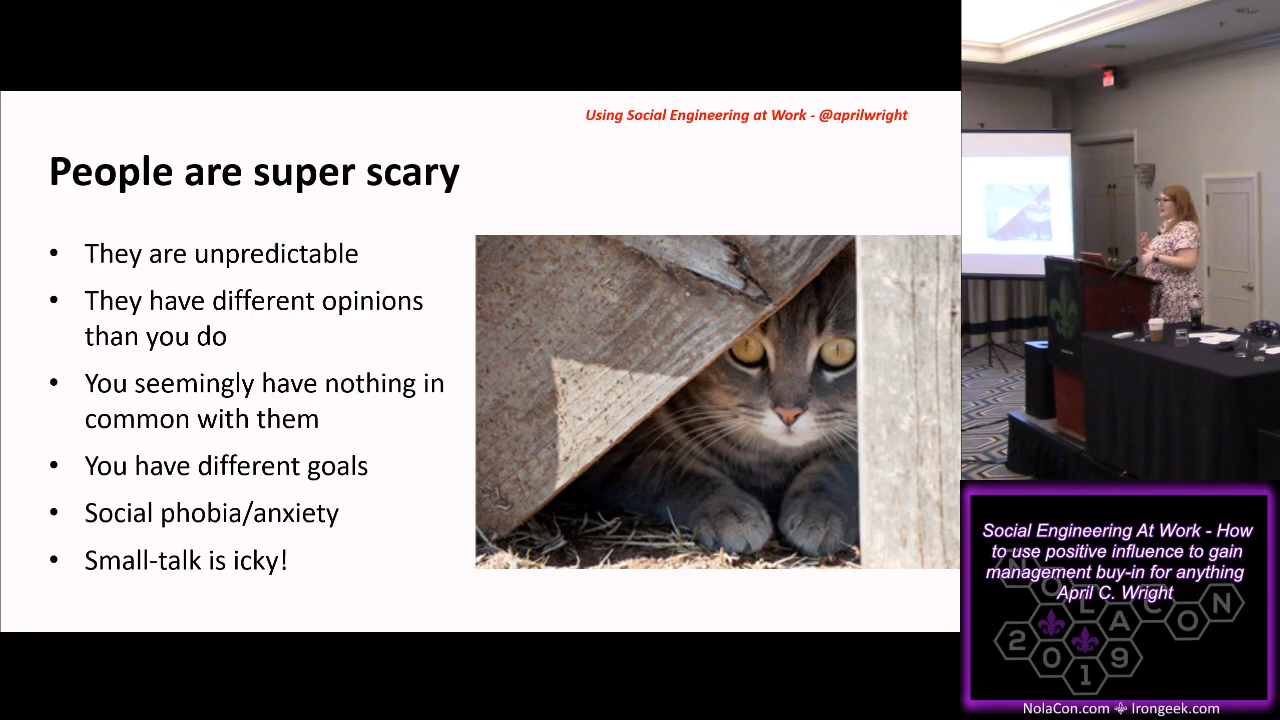 Using Social Engineering at Work - @aprilwright
People are super scary
• They are unpredictable
• They have different opinions
than you do
• You seemingly have nothing in
common with them
• You have different goals
• Social phobia/anxiety
• Small-talk is icky!
Social Engineering At Work - How
to use positive influence to gain
management buy-in for anything
April C. Wright
NOLACON
2019
NolaCon.com ⚜ Irongeek.com